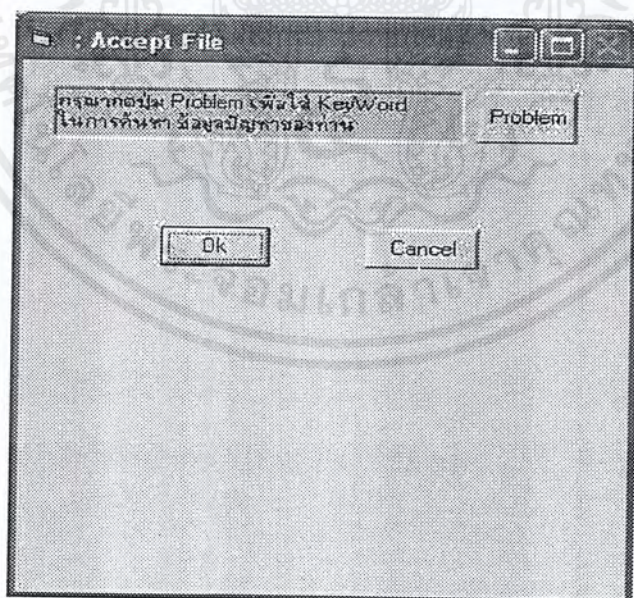 : Accept File
กรุณากดปุ่ม Problem เพื่อใส่ KeyWord
ในการค้นหา ข้อมูลปัญหาของท่าน
Problem
Ok
Cancel